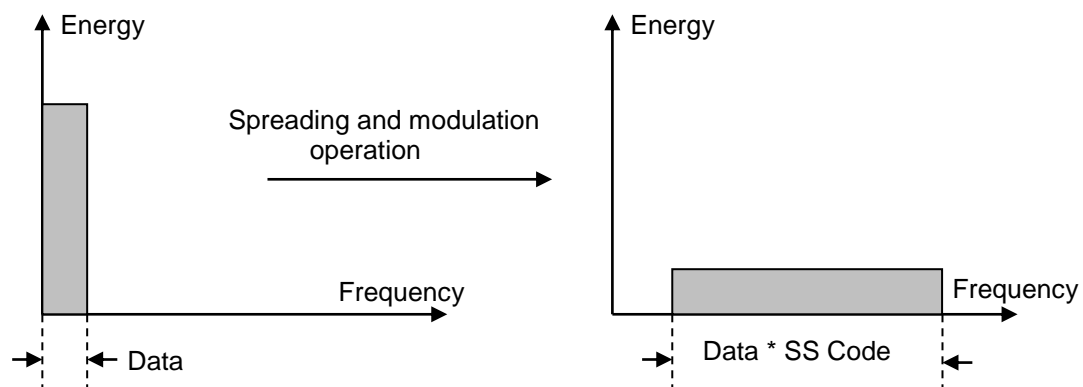 Energy
Spreading and modulation
operation
Frequency
Data
Energy
Frequency
Data * SS Code